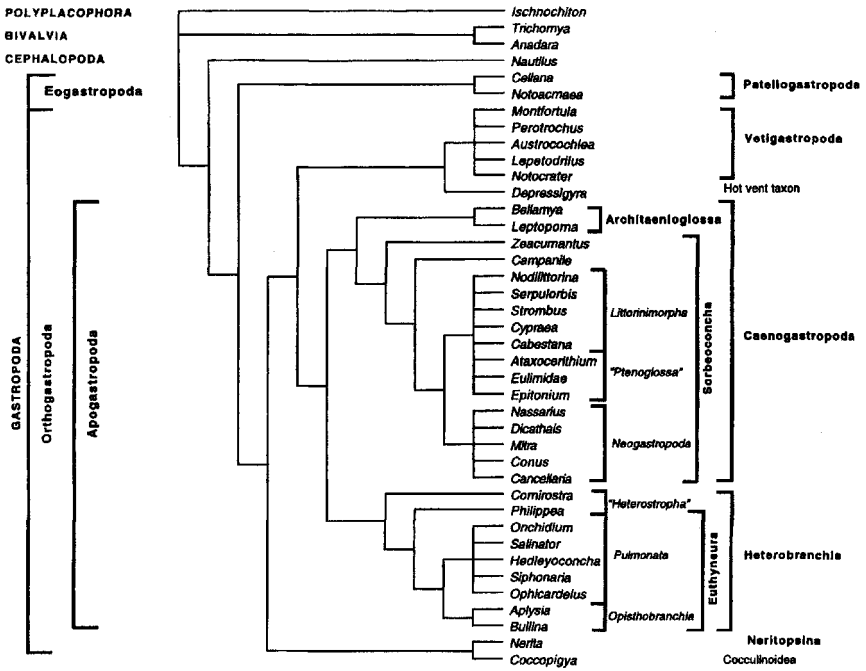 POLYPLACOPHORA
BIVALVIA
CEPHALOPODA
GASTROPODA
Eogastropoda
Orthogastropoda
Apogastropoda
Ischnochiton
Trichomya
Anadara
Nautilus
Cellana
Notoacmaea
Montfortula
Perotrochus
Austrocochlea
Lepetodrilus
Notocrater
Depressigyra
Bellamya
Leptopoma
Zeacumantus
Campanile
Nodilittorina
Serpulorbis
Strombus
Cypraea
Cabestana
Ataxocerithium
Eulimidae
Epitonium
Nassarius
Dicathais
Mitra
Conus
Cancellaria
Cornirostra
Philippea
Onchidium
Salinator
Hedleyoconcha
Siphonaria
Ophicardelus
Aplysia
Bullina
Nerita
Coccopigya
Architaenioglossa
Littorinimorpha
"Ptenoglossa"
Neogastropoda
"Heterostropha"
Pulmonata
Opisthobranchia
Sorbeoconcha
Euthyneura
Patellogastropoda
Vetigastropoda
Hot vent taxon
Caenogastropoda
Heterobranchia
Neritopsina
Cocculinoidea